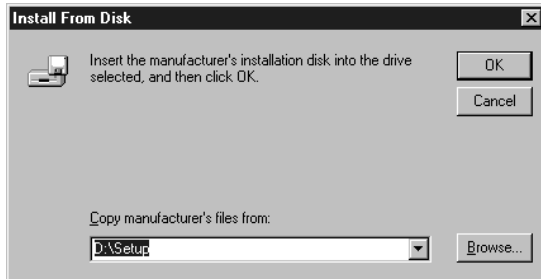 Install From Disk
Insert the manufacturer's installation disk into the drive
selected, and then click OK.
OK
Cancel
Copy manufacturer's files from:
D:\Setup
Browse...